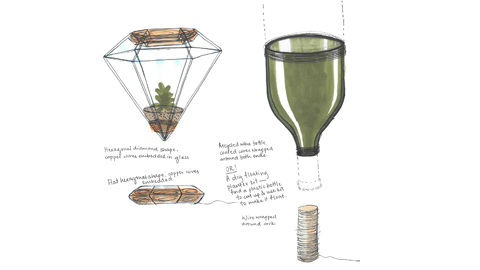 Hexagonal diamond shape,
copper wires embedded in glass
Flat hexagonal shape, copper wires
embedded
Recycled wine bottle
coated wires wrapped
around both ends.
OR!
A diy floating
planter kit —
find a plastic bottle
to cut up & use kit
to make it float.
Wire wrapped
around cork